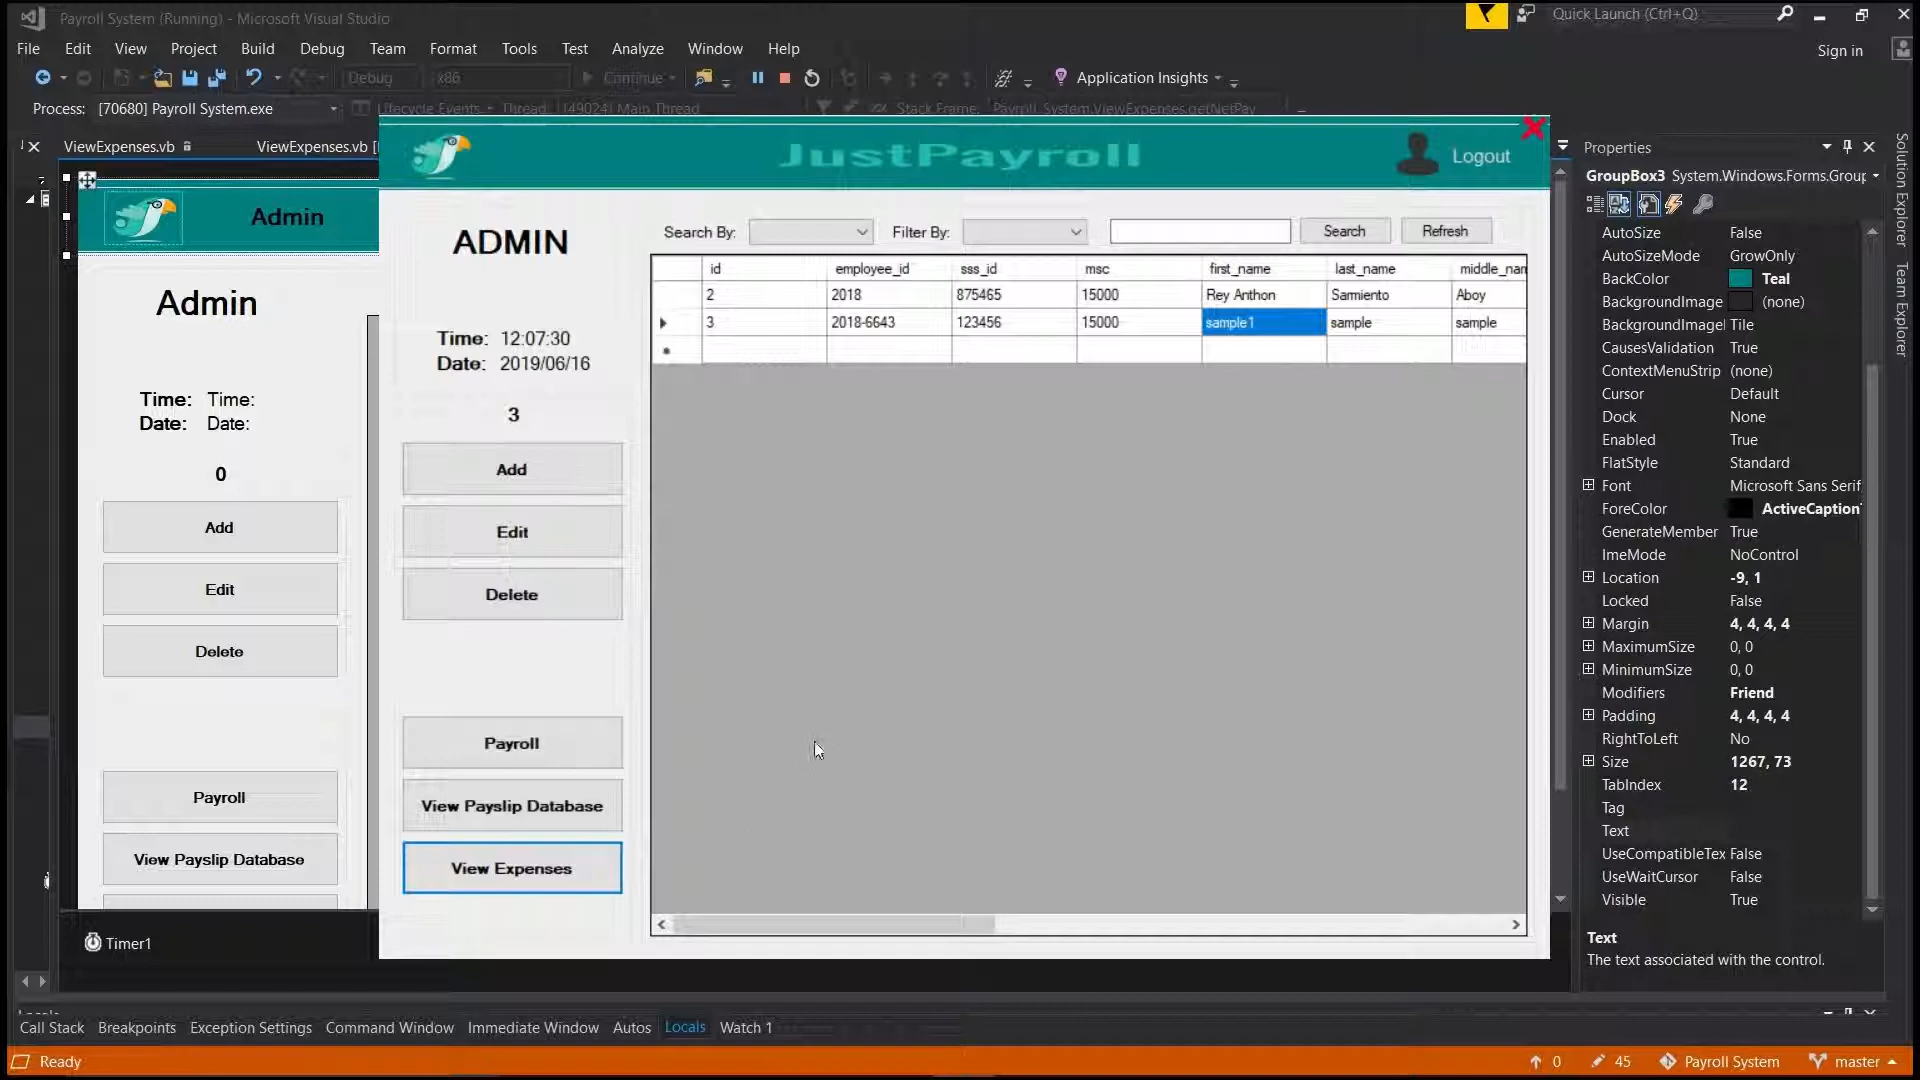 Payroll System (Running) - Microsoft Visual Studio
Quick Launch (Ctrl+Q)
File Edit View Project Build Debug Team Format Tools Test Analyze Window Help
Sign in
Debug x86 Continue Application Insights
Process: [70680] Payroll System.exe Lifecycle Events Thread: [149024] Main Thread Stack Frame: Payroll_System.ViewExpenses.getNetPay
ViewExpenses.vb ViewExpenses.vb [
Admin
Admin
Time: Time:
Date: Date:
0
Add
Edit
Delete
Payroll
View Payslip Database
Timer1
JustPayroll
Logout
ADMIN
Time: 12:07:30
Date: 2019/06/16
3
Add
Edit
Delete
Payroll
View Payslip Database
View Expenses
Search By: Filter By: Search Refresh
id employee_id sss_id msc first_name last_name middle_nam
2 2018 875465 15000 Rey Anthon Sarmiento Aboy
3 2018-6643 123456 15000 sample1 sample sample
Properties
GroupBox3 System.Windows.Forms.Group
AutoSize False
AutoSizeMode GrowOnly
BackColor Teal
BackgroundImage (none)
BackgroundImagel Tile
CausesValidation True
ContextMenuStrip (none)
Cursor Default
Dock None
Enabled True
FlatStyle Standard
Font Microsoft Sans Serif
ForeColor ActiveCaption
GenerateMember True
ImeMode NoControl
Location -9, 1
Locked False
Margin 4, 4, 4, 4
MaximumSize 0, 0
MinimumSize 0, 0
Modifiers Friend
Padding 4, 4, 4, 4
RightToLeft No
Size 1267, 73
TabIndex 12
Tag
Text
UseCompatibleTex False
UseWaitCursor False
Visible True
Text
The text associated with the control.
Solution Explorer
Team Explorer
Call Stack Breakpoints Exception Settings Command Window Immediate Window Autos Locals Watch 1
Ready
0 45 Payroll System master